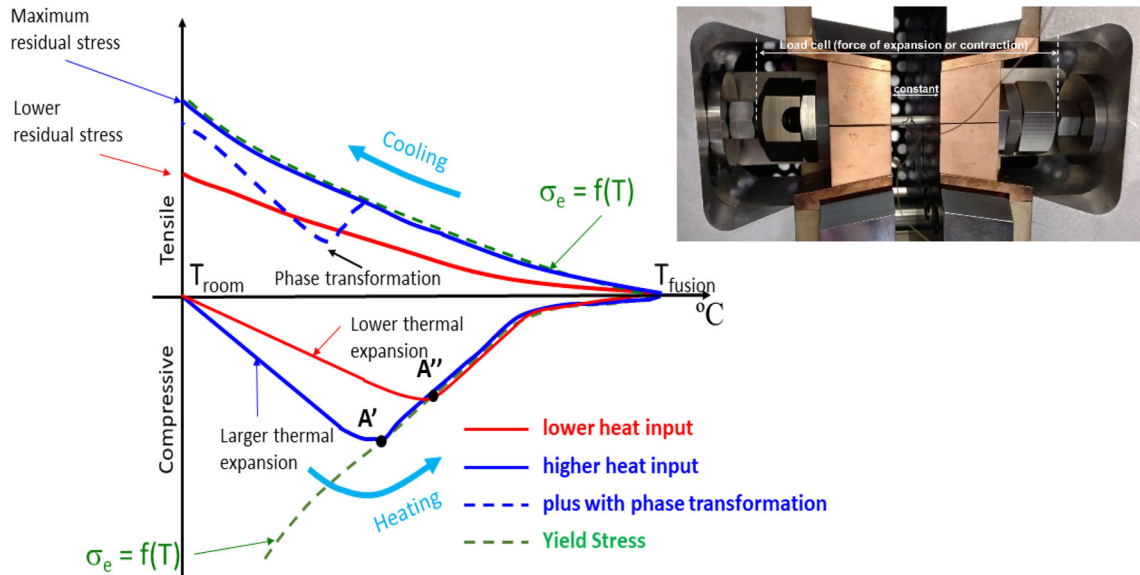 Maximum
residual stress
Lower
residual stress
Cooling
σe = f(T)
Tensile
Phase transformation
Troom
Tfusion
ºC
Lower thermal
expansion
A''
A'
Compressive
Larger thermal
expansion
Heating
σe = f(T)
lower heat input
higher heat input
plus with phase transformation
Yield Stress
Load cell (force of expansion or contraction)
constant